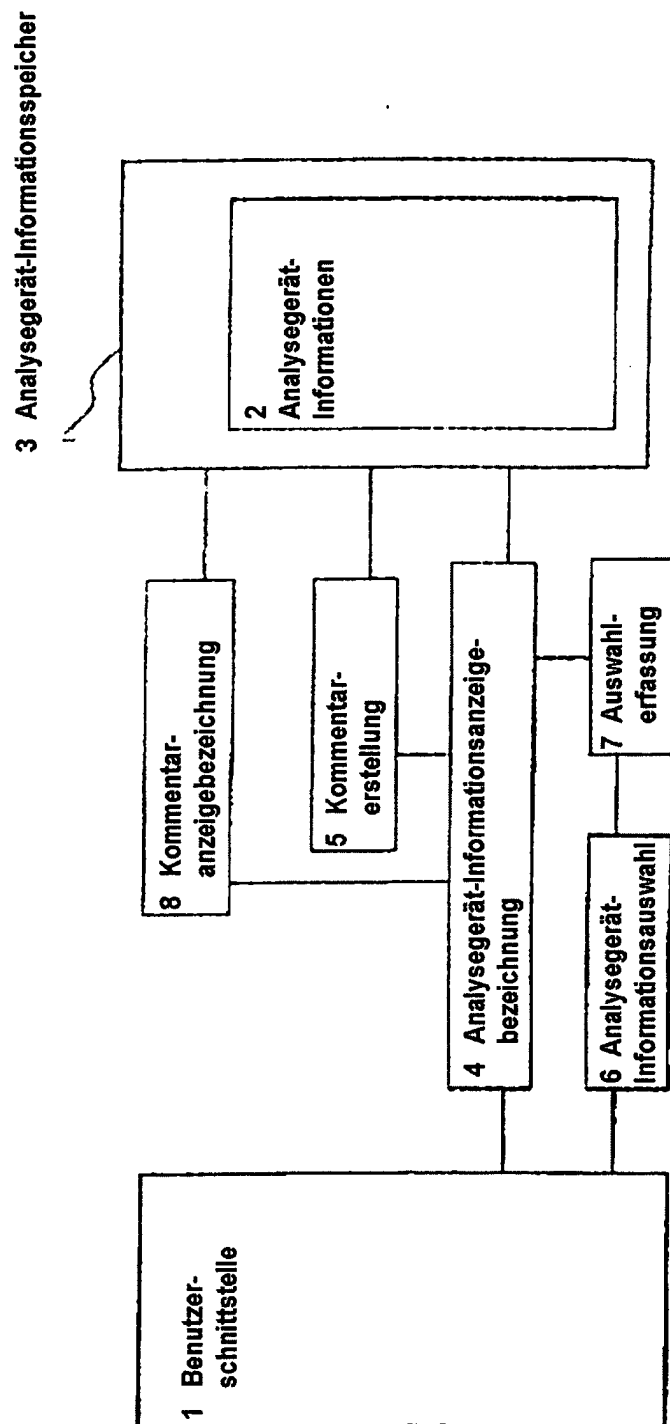 3 Analysegerät-Informationsspeicher
2
Analysegerät-
Informationen
8 Kommentar-
anzeigebezeichnung
5 Kommentar-
erstellung
4 Analysegerät-Informationsanzeige-
bezeichnung
7 Auswahl-
erfassung
6 Analysegerät-
Informationsauswahl
1 Benutzer-
schnittstelle